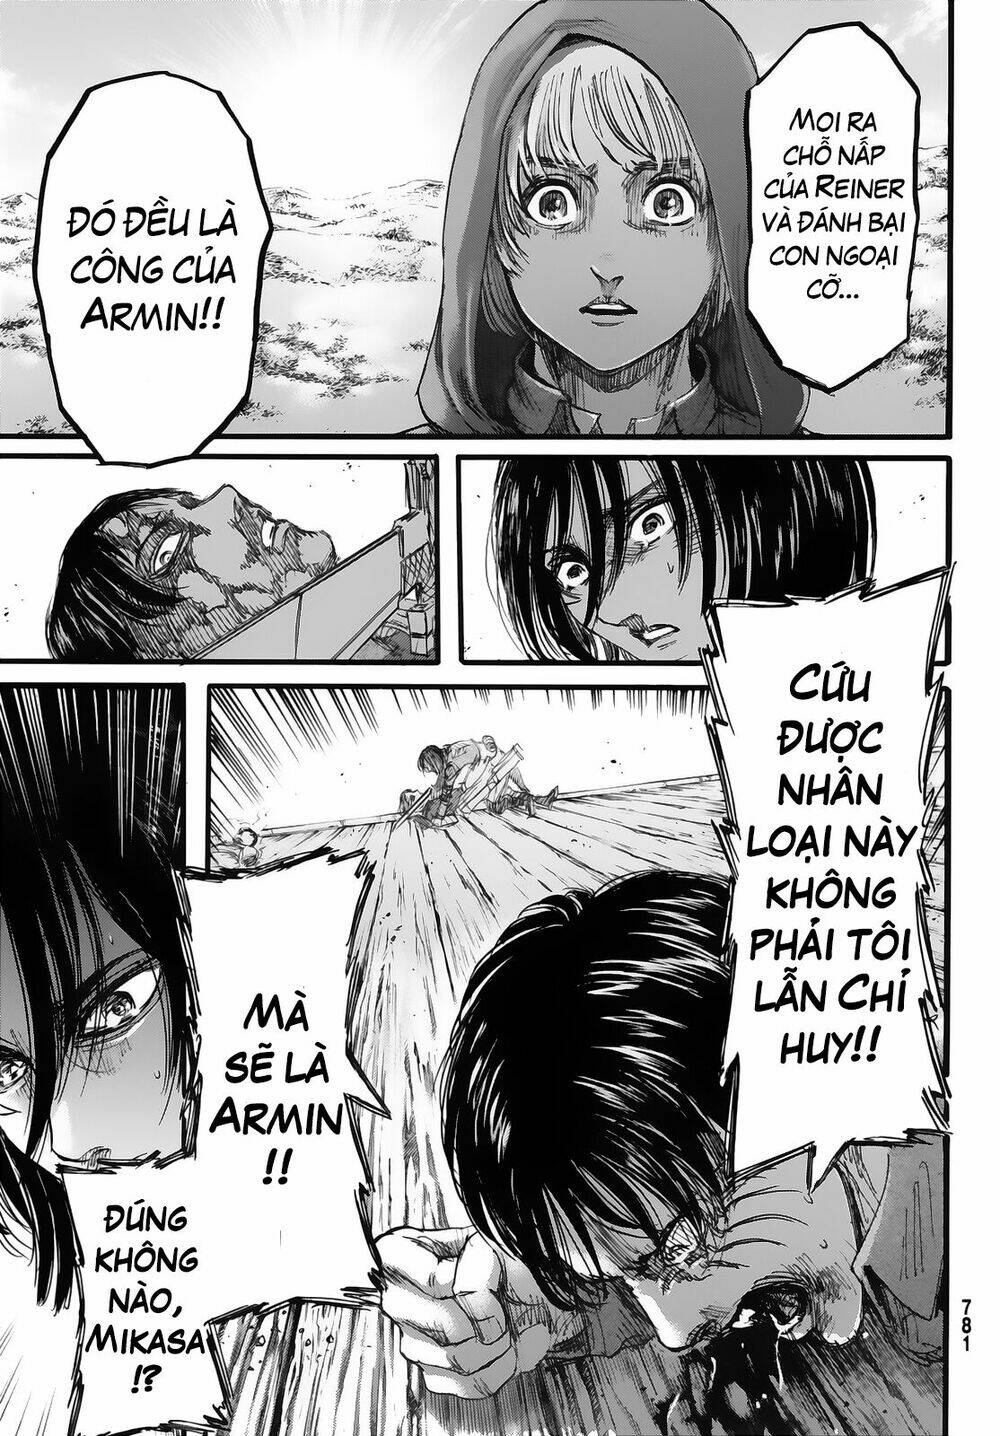 MOI RA
CHỖ NẤP
CỦA REINER
VÀ ĐÁNH BẠI
CON NGOẠI
CỠ...
ĐÓ ĐỀU LÀ
CÔNG CỦA
ARMIN!!
CỨU
ĐƯỢC
NHÂN
LOẠI NÀY
KHÔNG
PHẢI TÔI
LẪN CHỈ
HUY!!
MÀ
SẼ LÀ
ARMIN
!!
ĐÚNG
KHÔNG
NÀO,
MIKASA
!?
781